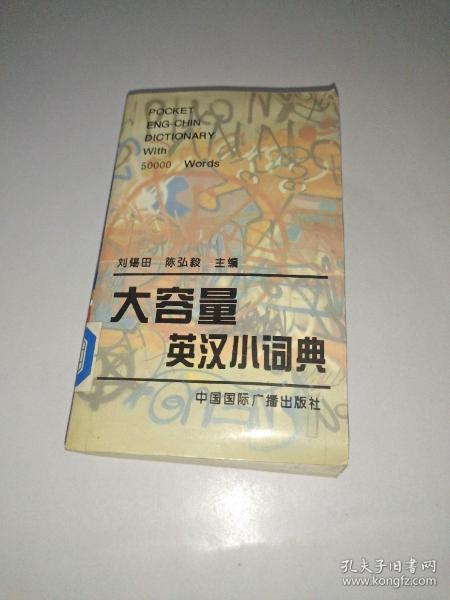 POCKET
ENG-CHIN
DICTIONARY
With
50000 Words
刘炀田 陈弘毅 主编
大容量
英汉小词典
中国国际广播出版社
孔夫子旧书网
www.kongfz.com